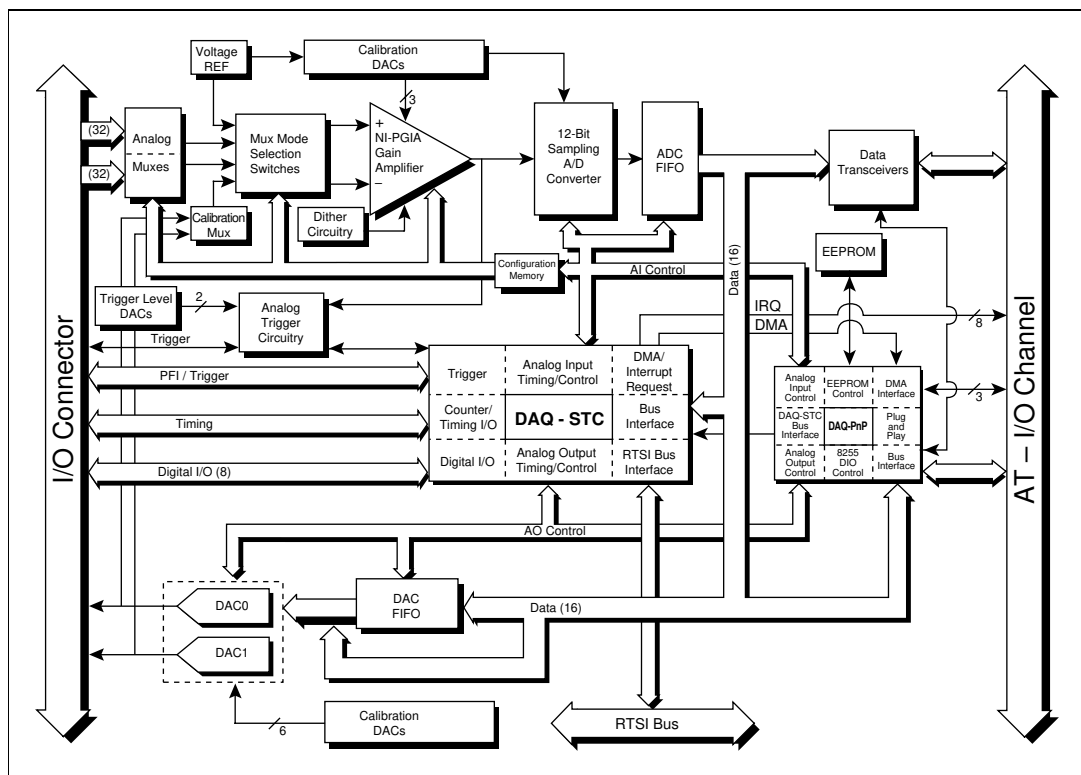 Voltage
REF
Calibration
DACs
3
(32)
(32)
Analog
Muxes
Mux Mode
Selection
Switches
+
NI-PGIA
Gain
Amplifier
–
12-Bit
Sampling
A/D
Converter
ADC
FIFO
Data
Transceivers
Calibration
Mux
Dither
Circuitry
Configuration
Memory
AI Control
Data (16)
EEPROM
Trigger Level
DACs
2
Analog
Trigger
Circuitry
Trigger
IRQ
DMA
8
3
I/O Connector
AT – I/O Channel
PFI / Trigger
Timing
Digital I/O (8)
Trigger
Analog Input
Timing/Control
DMA/
Interrupt
Request
Counter/
Timing I/O
DAQ - STC
Bus
Interface
Digital I/O
Analog Output
Timing/Control
RTSI Bus
Interface
Analog
Input
Control
EEPROM
Control
DMA
Interface
DAQ-STC
Bus
Interface
DAQ-PnP
Plug
and
Play
Analog
Output
Control
8255
DIO
Control
Bus
Interface
AO Control
DAC0
DAC1
DAC
FIFO
Data (16)
6
Calibration
DACs
RTSI Bus